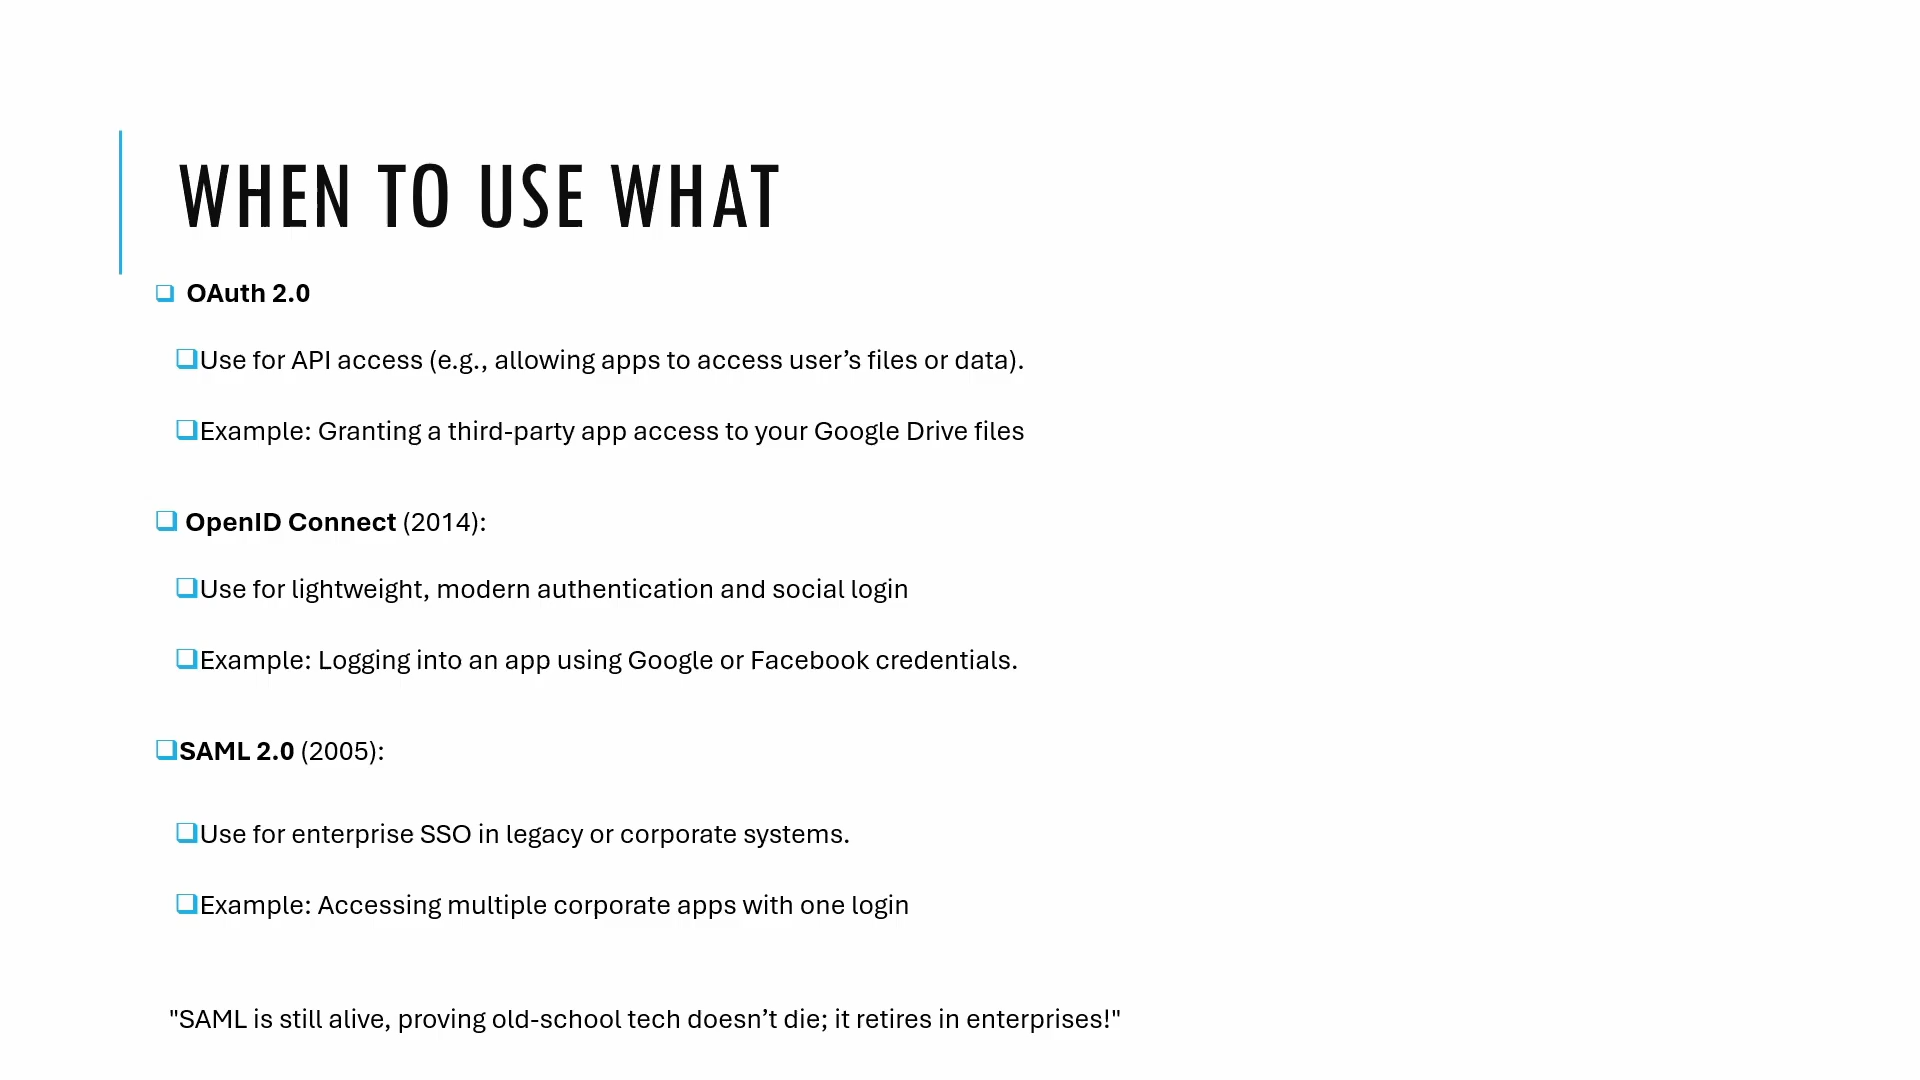 WHEN TO USE WHAT
❑ OAuth 2.0
❑Use for API access (e.g., allowing apps to access user’s files or data).
❑Example: Granting a third-party app access to your Google Drive files
❑ OpenID Connect (2014):
❑Use for lightweight, modern authentication and social login
❑Example: Logging into an app using Google or Facebook credentials.
❑SAML 2.0 (2005):
❑Use for enterprise SSO in legacy or corporate systems.
❑Example: Accessing multiple corporate apps with one login
"SAML is still alive, proving old-school tech doesn’t die; it retires in enterprises!"